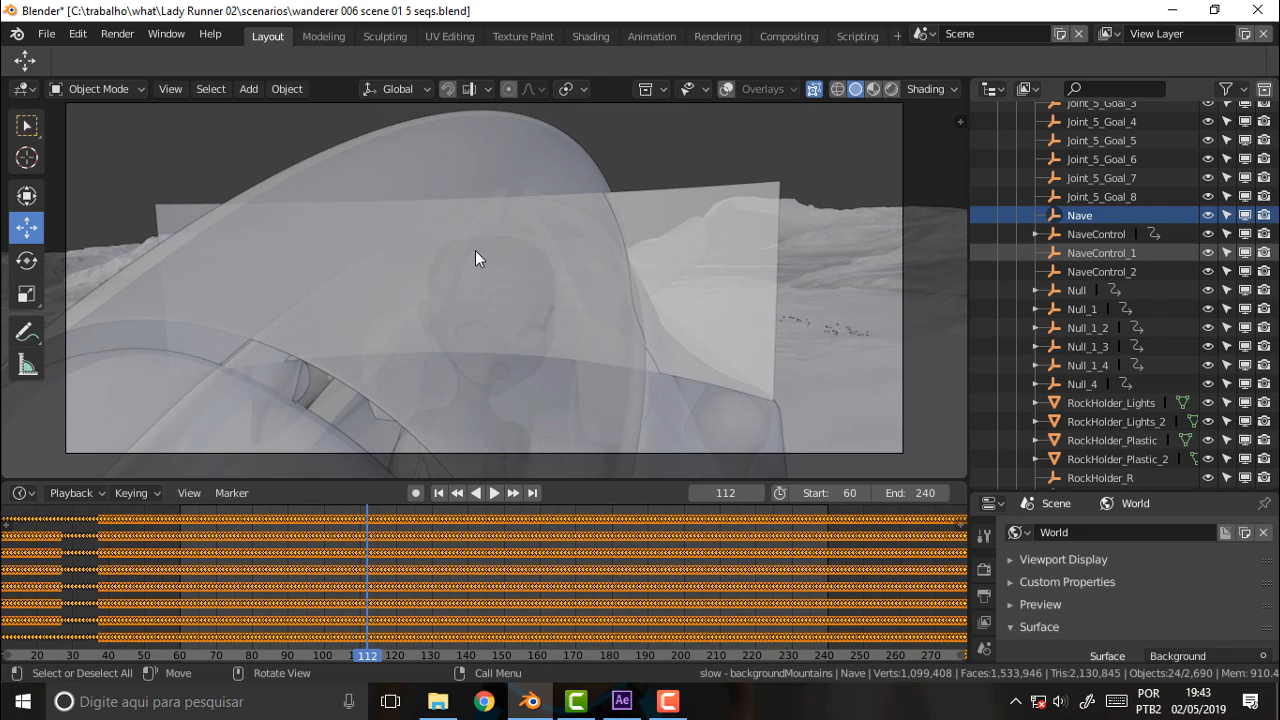 Blender* [C:\trabalho\what\Lady Runner 02\scenarios\wanderer 006 scene 01 5 seqs.blend]
File Edit Render Window Help Layout Modeling Sculpting UV Editing Texture Paint Shading Animation Rendering Compositing Scripting + Scene View Layer
Object Mode View Select Add Object Global Overlays Shading
Joint_5_Goal_3
Joint_5_Goal_4
Joint_5_Goal_5
Joint_5_Goal_6
Joint_5_Goal_7
Joint_5_Goal_8
Nave
NaveControl
NaveControl_1
NaveControl_2
Null
Null_1
Null_1_2
Null_1_3
Null_1_4
Null_4
RockHolder_Lights
RockHolder_Lights_2
RockHolder_Plastic
RockHolder_Plastic_2
RockHolder_R
Playback Keying View Marker 112 Start: 60 End: 240
Scene World
World
Viewport Display
Custom Properties
Preview
Surface
Surface Background
20 30 40 50 60 70 80 90 100 112 120 130 140 150 160 170 180 190 200 210 220 230 240 250 260 270
Select or Deselect All Move Rotate View Call Menu slow - backgroundMountains | Nave | Verts:1,099,408 | Faces:1,533,946 | Tris:2,130,845 | Objects:24/2,690 | Mem: 910.4
Digite aqui para pesquisar Ae POR PTB2 19:43 02/05/2019